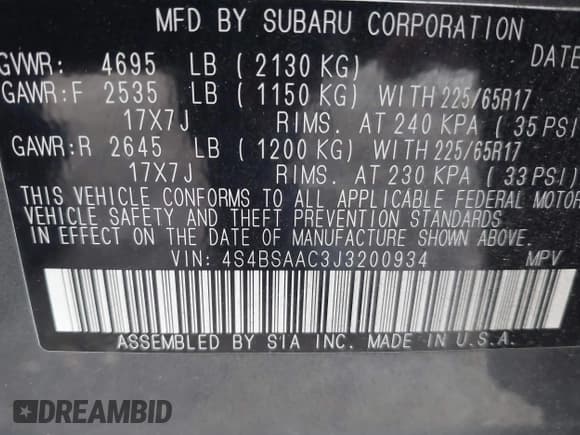 MFD BY SUBARU CORPORATION
DATE
GVWR: 4695 LB (2130 KG)
GAWR:F 2535 LB (1150 KG) WITH 225/65R17
17X7J RIMS. AT 240 KPA (35 PSI
GAWR:R 2645 LB (1200 KG) WITH 225/65R17
17X7J RIMS. AT 230 KPA (33 PSI)
THIS VEHICLE CONFORMS TO ALL APPLICABLE FEDERAL MOTOR
VEHICLE SAFETY AND THEFT PREVENTION STANDARDS
IN EFFECT ON THE DATE OF MANUFACTURE SHOWN ABOVE.
VIN: 4S4BSAAC3J3200934 MPV
ASSEMBLED BY SIA INC. MADE IN U.S.A.
DREAMBID